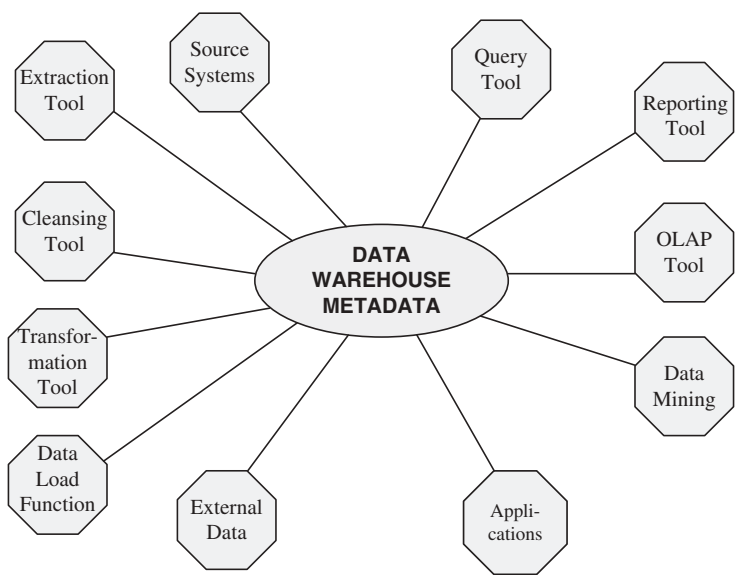 Source
Systems
Query
Tool
Extraction
Tool
Reporting
Tool
Cleansing
Tool
OLAP
Tool
DATA
WAREHOUSE
METADATA
Transfor-
mation
Tool
Data
Mining
Data
Load
Function
External
Data
Appli-
cations